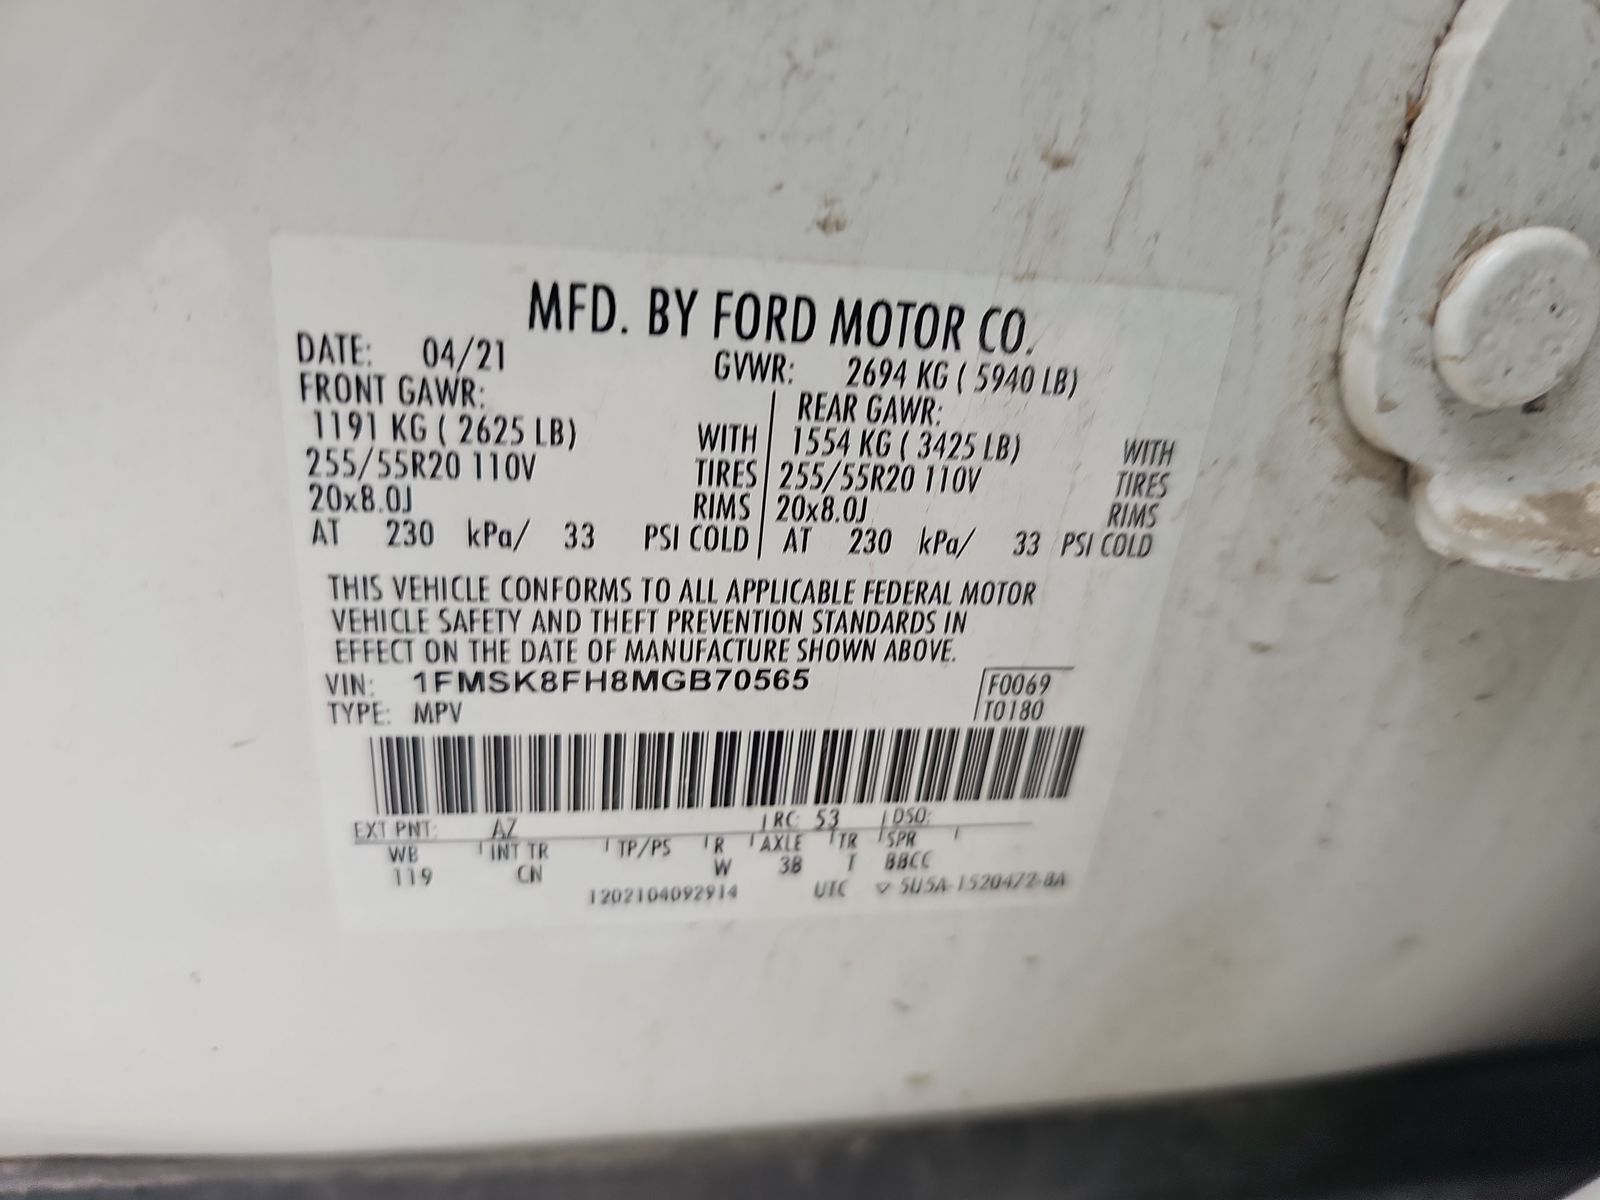 MFD. BY FORD MOTOR CO.
DATE: 04/21 GVWR: 2694 KG ( 5940 LB)
FRONT GAWR: REAR GAWR:
1191 KG ( 2625 LB) WITH 1554 KG ( 3425 LB) WITH
255/55R20 110V TIRES 255/55R20 110V TIRES
20x8.0J RIMS 20x8.0J RIMS
AT 230 kPa/ 33 PSI COLD AT 230 kPa/ 33 PSI COLD
THIS VEHICLE CONFORMS TO ALL APPLICABLE FEDERAL MOTOR
VEHICLE SAFETY AND THEFT PREVENTION STANDARDS IN
EFFECT ON THE DATE OF MANUFACTURE SHOWN ABOVE.
VIN: 1FMSK8FH8MGB70565 F0069
TYPE: MPV T0180
EXT PNT: AZ RC: 53 DSO:
WB INT TR TP/PS R AXLE TR SPR
119 CN W 3B T BBCC
1202104092914 UTC ▽ 5U5A-1520472-BA